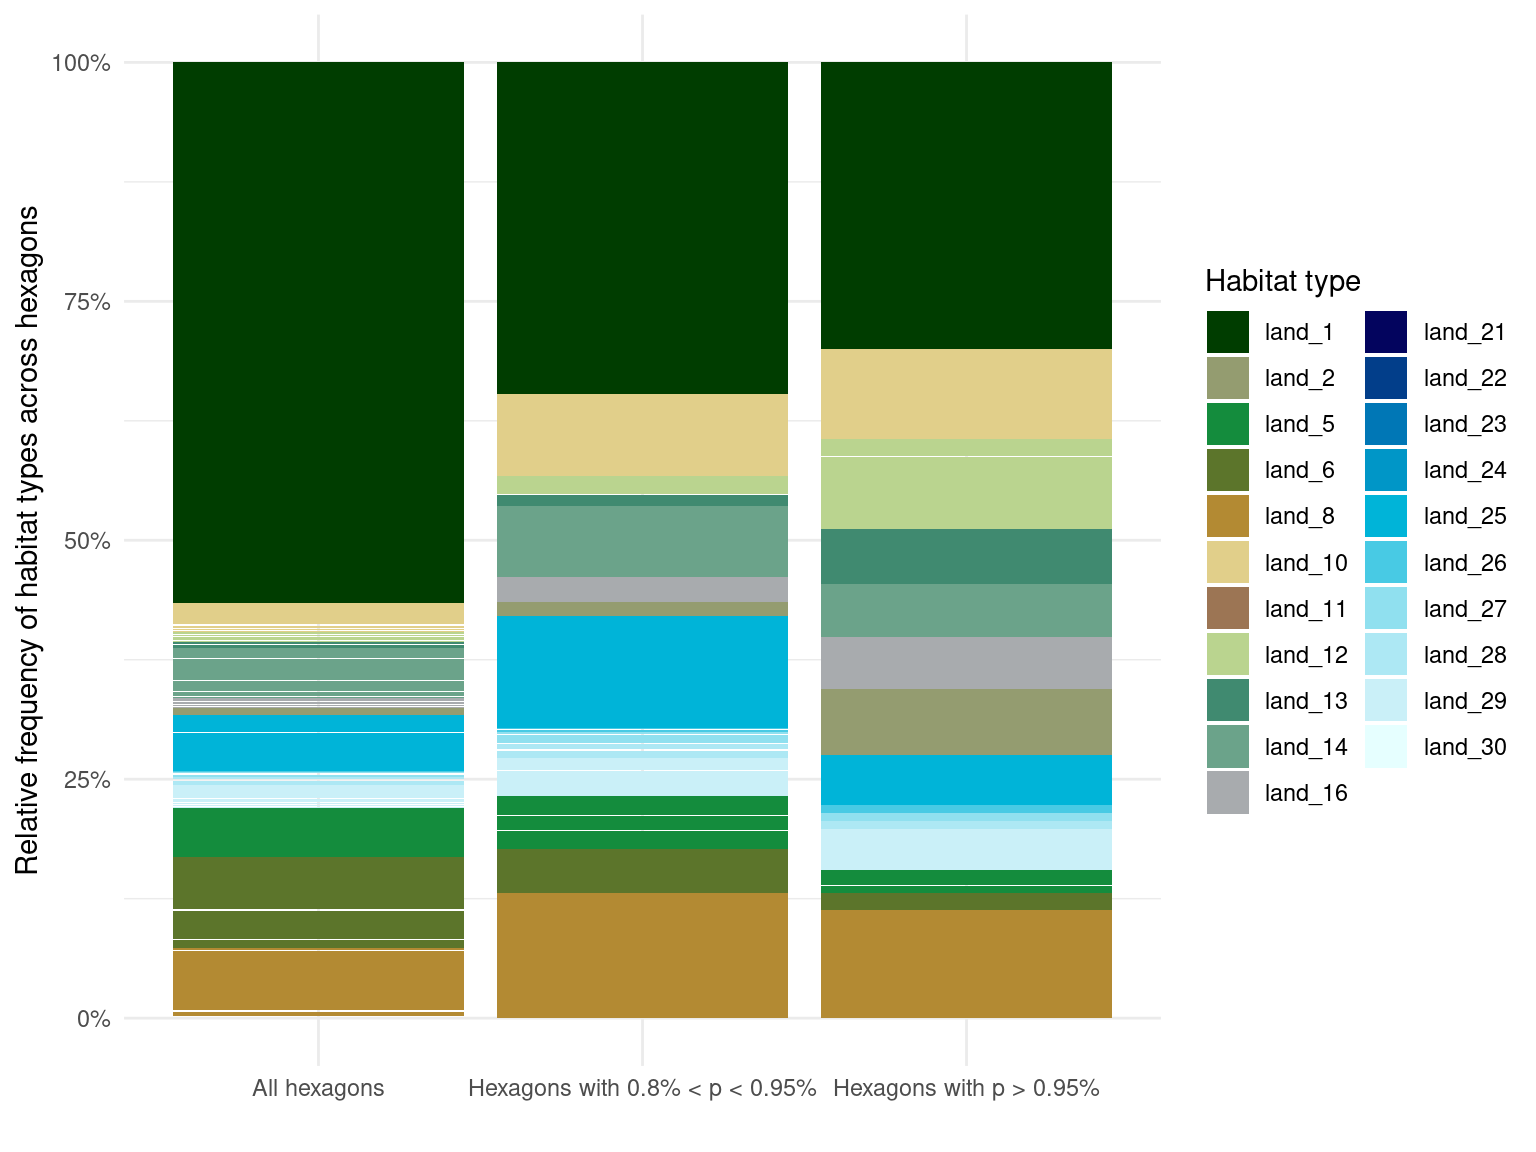 100%
75%
50%
25%
0%
Relative frequency of habitat types across hexagons
All hexagons
Hexagons with 0.8% < p < 0.95%
Hexagons with p > 0.95%
Habitat type
land_1
land_2
land_5
land_6
land_8
land_10
land_11
land_12
land_13
land_14
land_16
land_21
land_22
land_23
land_24
land_25
land_26
land_27
land_28
land_29
land_30